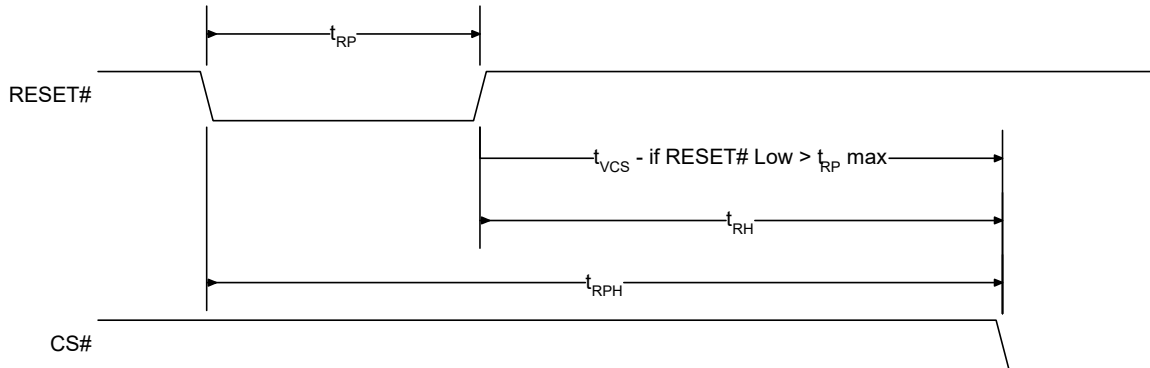 tRP
RESET#
tVCS - if RESET# Low > tRP max
tRH
tRPH
CS#